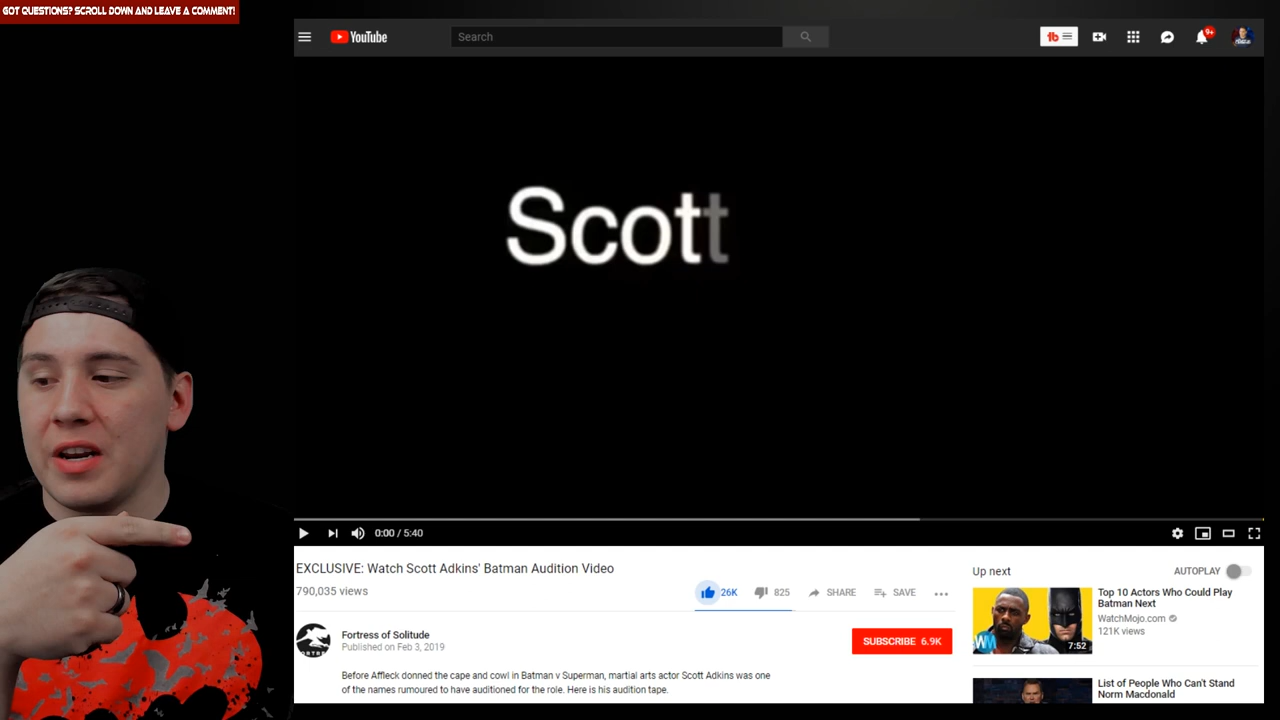 GOT QUESTIONS? SCROLL DOWN AND LEAVE A COMMENT!
YouTube
Search
9+
Scott
0:00 / 5:40
EXCLUSIVE: Watch Scott Adkins' Batman Audition Video
790,035 views
26K
825
SHARE
SAVE
Fortress of Solitude
Published on Feb 3, 2019
SUBSCRIBE 6.9K
Before Affleck donned the cape and cowl in Batman v Superman, martial arts actor Scott Adkins was one
of the names rumoured to have auditioned for the role. Here is his audition tape.
Up next
AUTOPLAY
Top 10 Actors Who Could Play
Batman Next
WatchMojo.com
121K views
7:52
List of People Who Can't Stand
Norm Macdonald